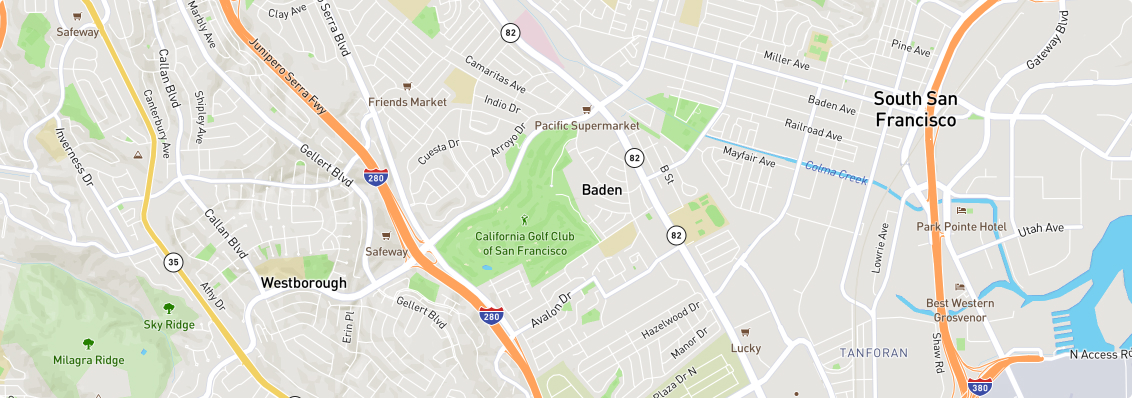 Safeway
Clay Ave
Marbly Ave
Serra Blvd
82
Junipero Serra Fwy
Callan Blvd
Camaritas Ave
Miller Ave
Pine Ave
Gateway Blvd
Friends Market
Indio Dr
South San
Francisco
Baden Ave
Canterbury Ave
Shipley Ave
Pacific Supermarket
Railroad Ave
Inverness Dr
Cuesta Dr
Arroyo Dr
82
Mayfair Ave
Gellert Blvd
280
B St
Colma Creek
Baden
Callan Blvd
California Golf Club
of San Francisco
Safeway
82
Park Pointe Hotel
Utah Ave
Lowrie Ave
35
Westborough
Athy Dr
Erin Pl
Gellert Blvd
280
Avalon Dr
Best Western
Grosvenor
Sky Ridge
Hazelwood Dr
Manor Dr
Lucky
TANFORAN
Shaw Rd
N Access Rd
Milagra Ridge
Plaza Dr N
380